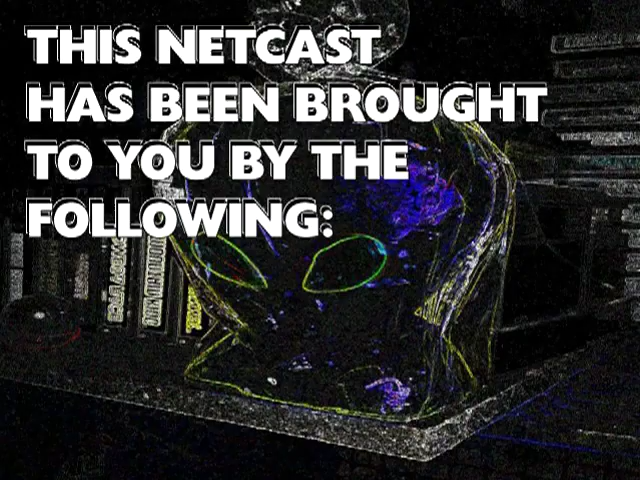 THIS NETCAST
HAS BEEN BROUGHT
TO YOU BY THE
FOLLOWING: